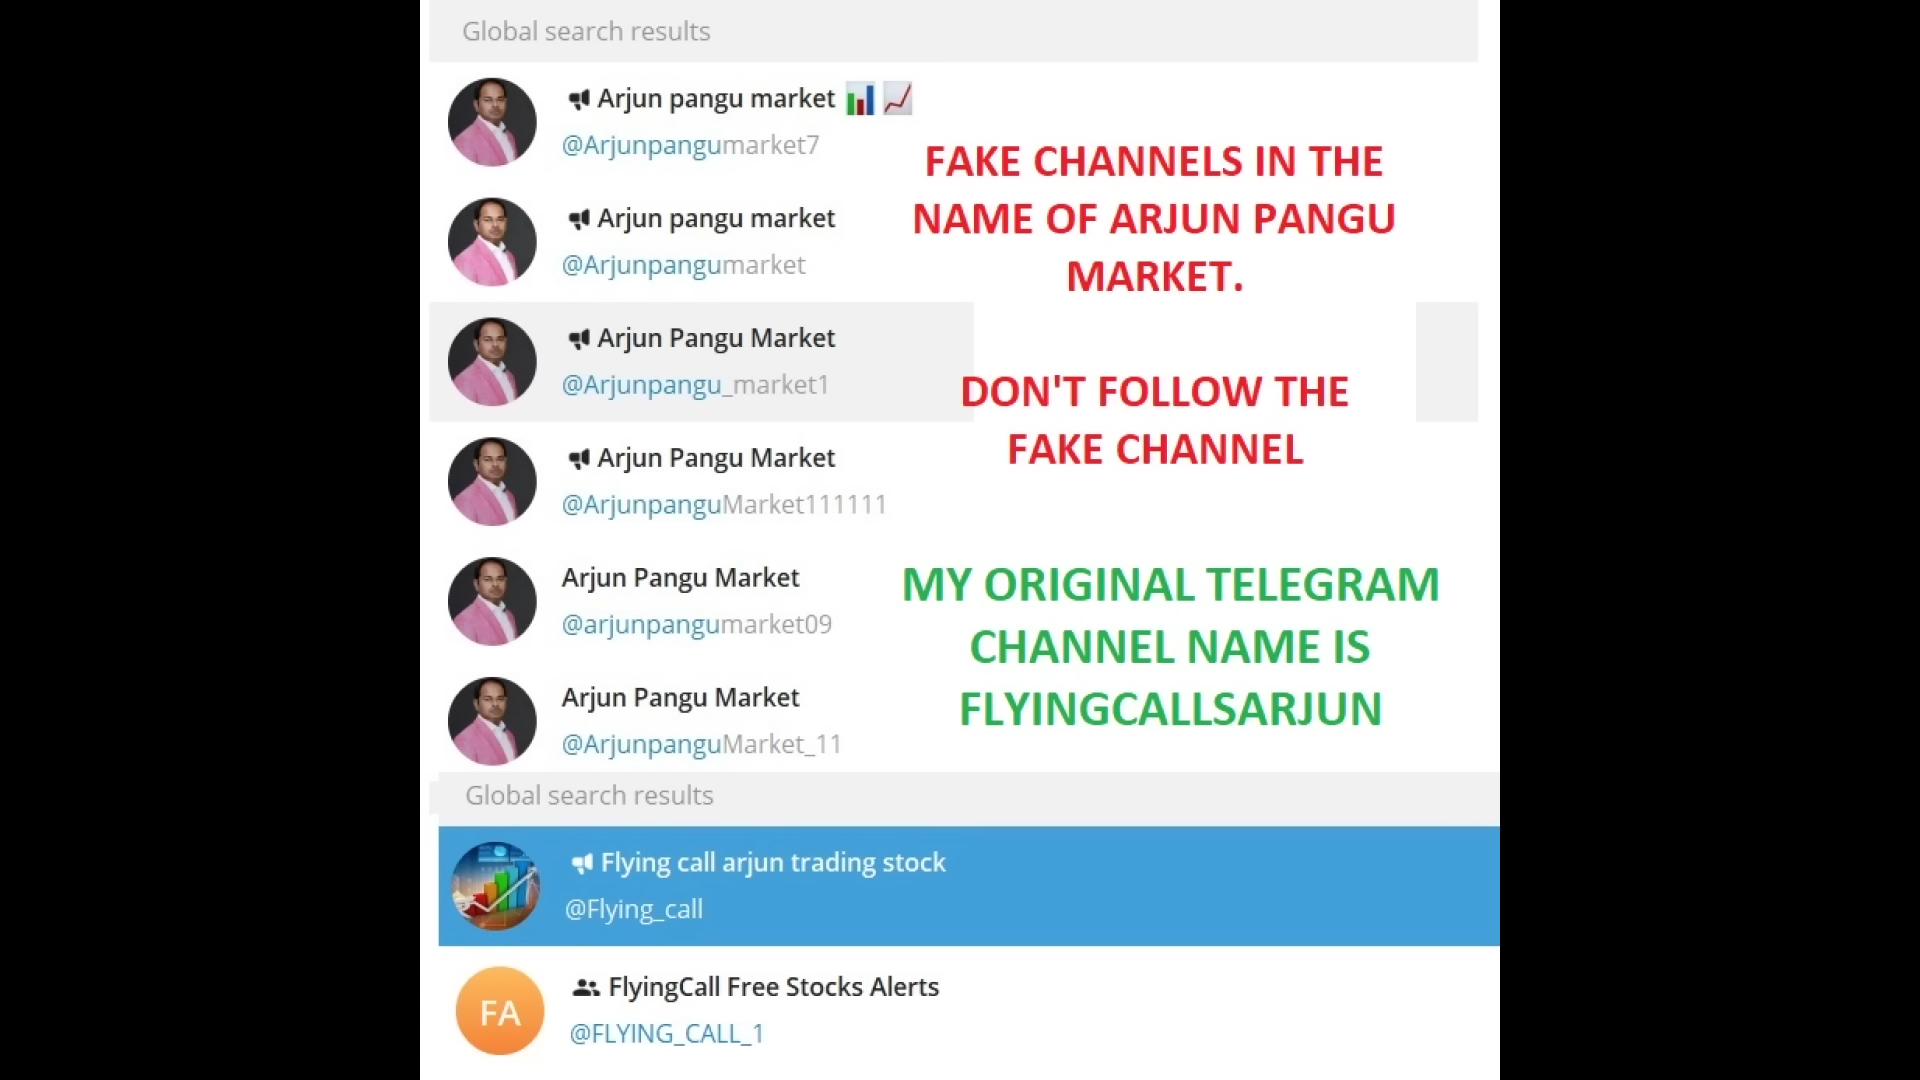 Global search results
Arjun pangu market
@Arjunpangumarket7
Arjun pangu market
@Arjunpangumarket
Arjun Pangu Market
@Arjunpangu_market1
Arjun Pangu Market
@ArjunpanguMarket111111
Arjun Pangu Market
@arjunpangumarket09
Arjun Pangu Market
@ArjunpanguMarket_11
FAKE CHANNELS IN THE
NAME OF ARJUN PANGU
MARKET.
DON'T FOLLOW THE
FAKE CHANNEL
MY ORIGINAL TELEGRAM
CHANNEL NAME IS
FLYINGCALLSARJUN
Global search results
Flying call arjun trading stock
@Flying_call
FA
FlyingCall Free Stocks Alerts
@FLYING_CALL_1